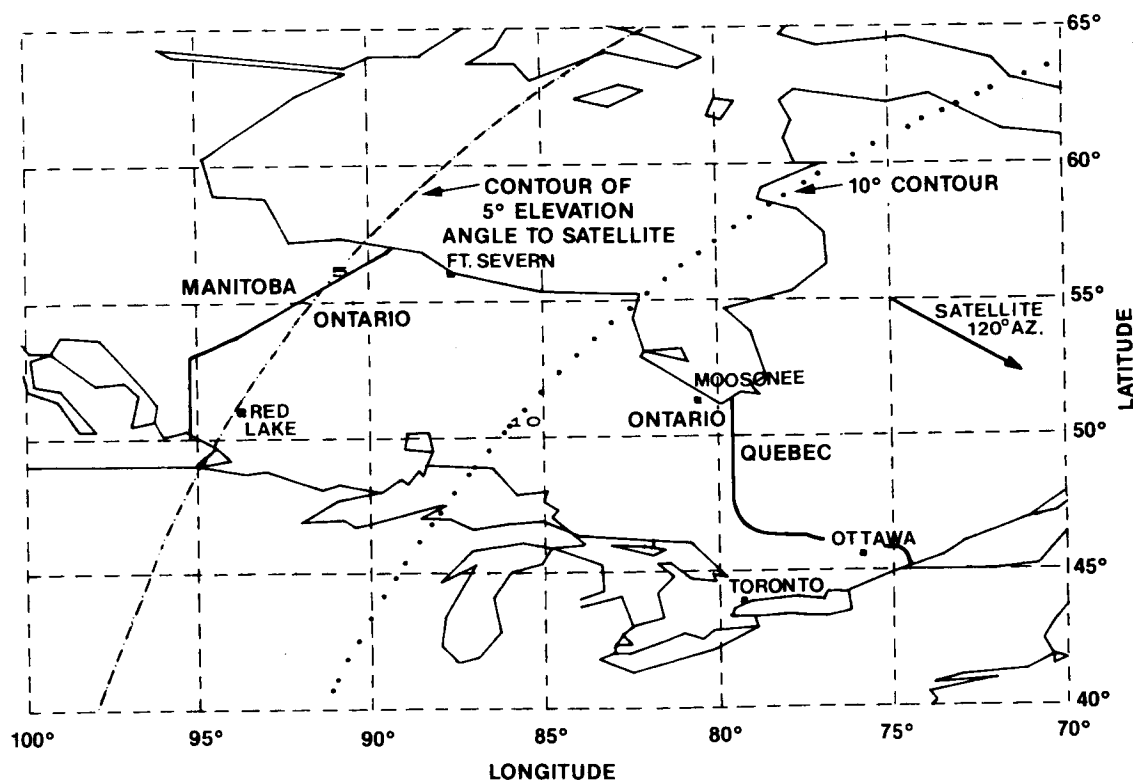 65°
60°
CONTOUR OF
5° ELEVATION
ANGLE TO SATELLITE
10° CONTOUR
FT. SEVERN
MANITOBA
ONTARIO
55°
SATELLITE
120° AZ.
LATITUDE
MOOSONEE
RED
LAKE
ONTARIO
10
50°
QUEBEC
OTTAWA
45°
TORONTO
40°
100°
95°
90°
85°
80°
75°
70°
LONGITUDE